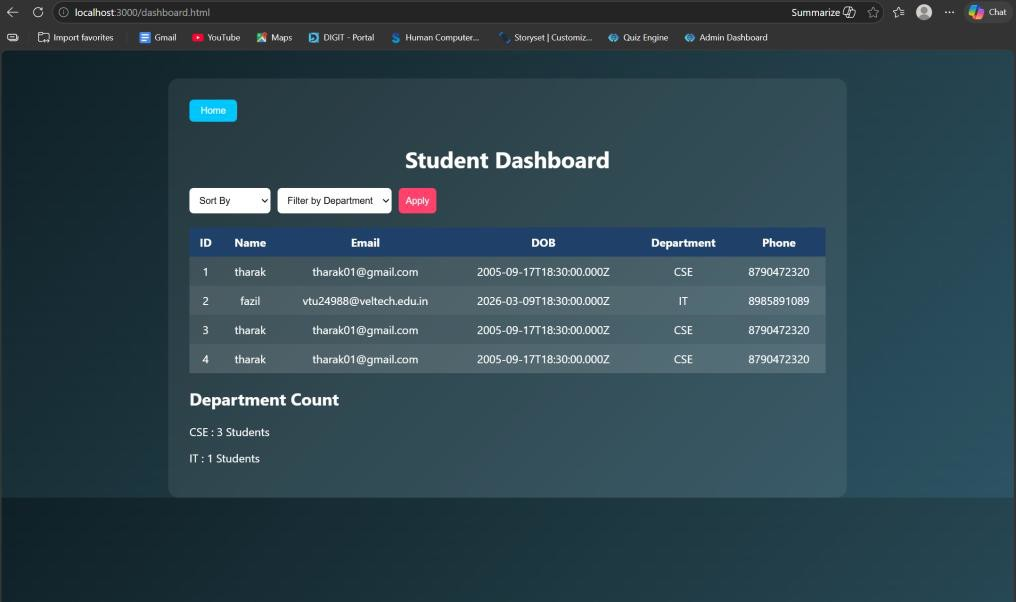 localhost:3000/dashboard.html Summarize Chat
Import favorites Gmail YouTube Maps DIGIT - Portal Human Computer... Storyset | Customiz... Quiz Engine Admin Dashboard
Home
Student Dashboard
Sort By Filter by Department Apply
ID Name Email DOB Department Phone
1 tharak tharak01@gmail.com 2005-09-17T18:30:00.000Z CSE 8790472320
2 fazil vtu24988@veltech.edu.in 2026-03-09T18:30:00.000Z IT 8985891089
3 tharak tharak01@gmail.com 2005-09-17T18:30:00.000Z CSE 8790472320
4 tharak tharak01@gmail.com 2005-09-17T18:30:00.000Z CSE 8790472320
Department Count
CSE : 3 Students
IT : 1 Students